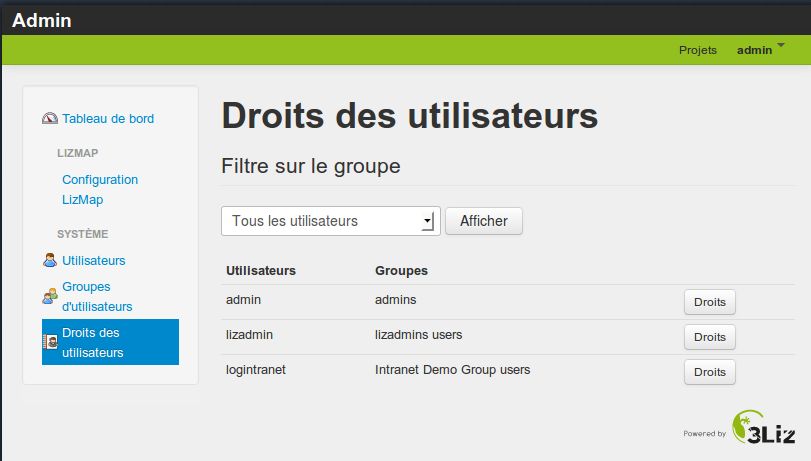 Admin
Projets admin
Tableau de bord
LIZMAP
Configuration
LizMap
SYSTÈME
Utilisateurs
Groupes
d'utilisateurs
Droits des
utilisateurs
Droits des utilisateurs
Filtre sur le groupe
Tous les utilisateurs Afficher
Utilisateurs Groupes
admin admins Droits
lizadmin lizadmins users Droits
logintranet Intranet Demo Group users Droits
Powered by 3Liz